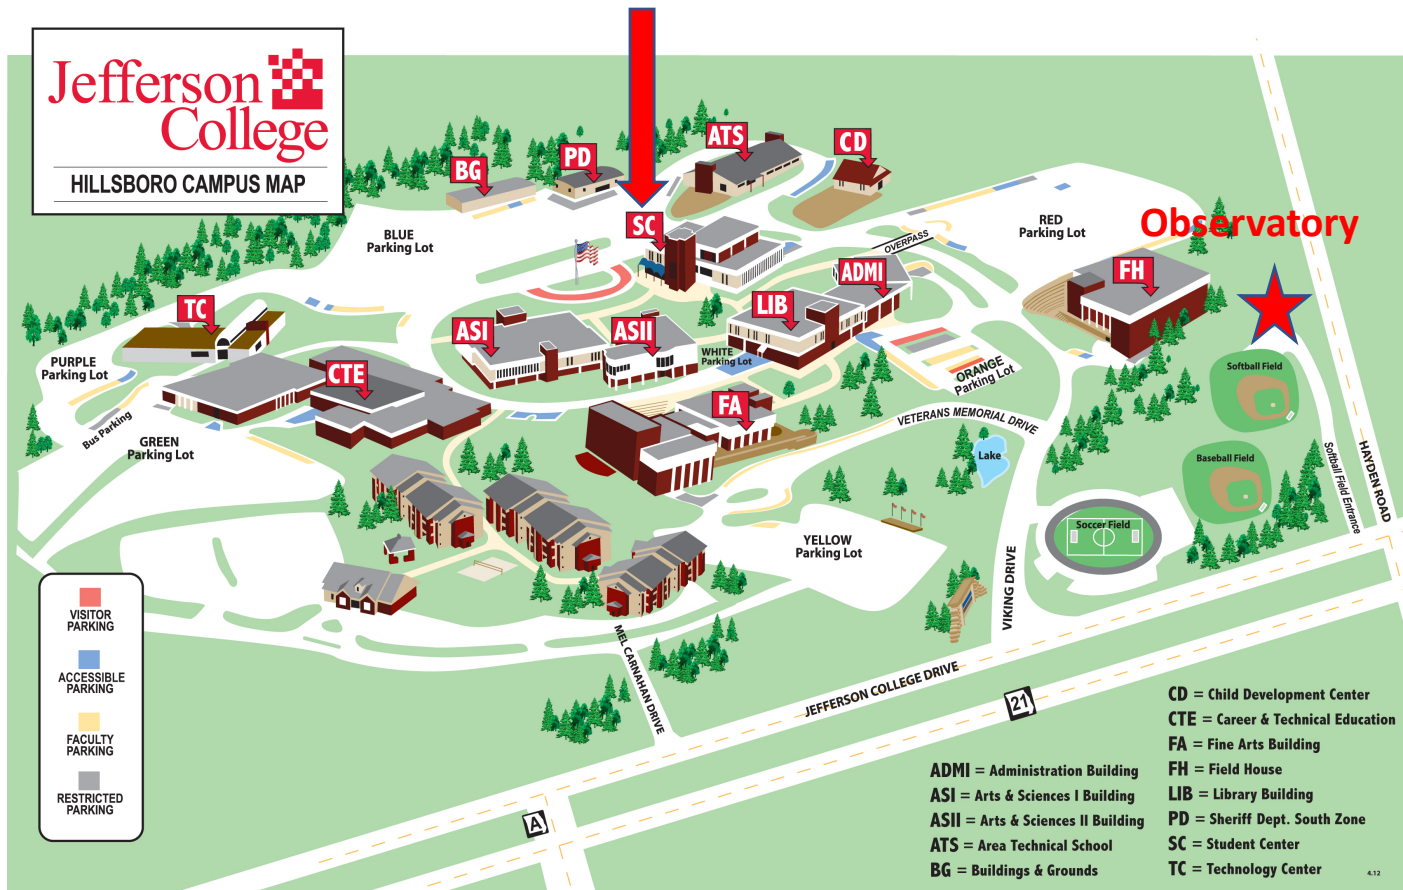 Jefferson
College
HILLSBORO CAMPUS MAP
BG
PD
ATS
CD
SC
BLUE
Parking Lot
RED
Parking Lot
Observatory
OVERPASS
ADMI
FH
TC
ASI
ASII
LIB
WHITE
Parking Lot
PURPLE
Parking Lot
CTE
ORANGE
Parking Lot
Softball Field
FA
Bus Parking
GREEN
Parking Lot
VETERANS MEMORIAL DRIVE
Lake
Baseball Field
Softball Field Entrance
HAYDEN ROAD
Soccer Field
YELLOW
Parking Lot
VIKING DRIVE
MEL CARNAHAN DRIVE
JEFFERSON COLLEGE DRIVE
21
A
VISITOR
PARKING
ACCESSIBLE
PARKING
FACULTY
PARKING
RESTRICTED
PARKING
ADMI = Administration Building
ASI = Arts & Sciences I Building
ASII = Arts & Sciences II Building
ATS = Area Technical School
BG = Buildings & Grounds
CD = Child Development Center
CTE = Career & Technical Education
FA = Fine Arts Building
FH = Field House
LIB = Library Building
PD = Sheriff Dept. South Zone
SC = Student Center
TC = Technology Center
4.12